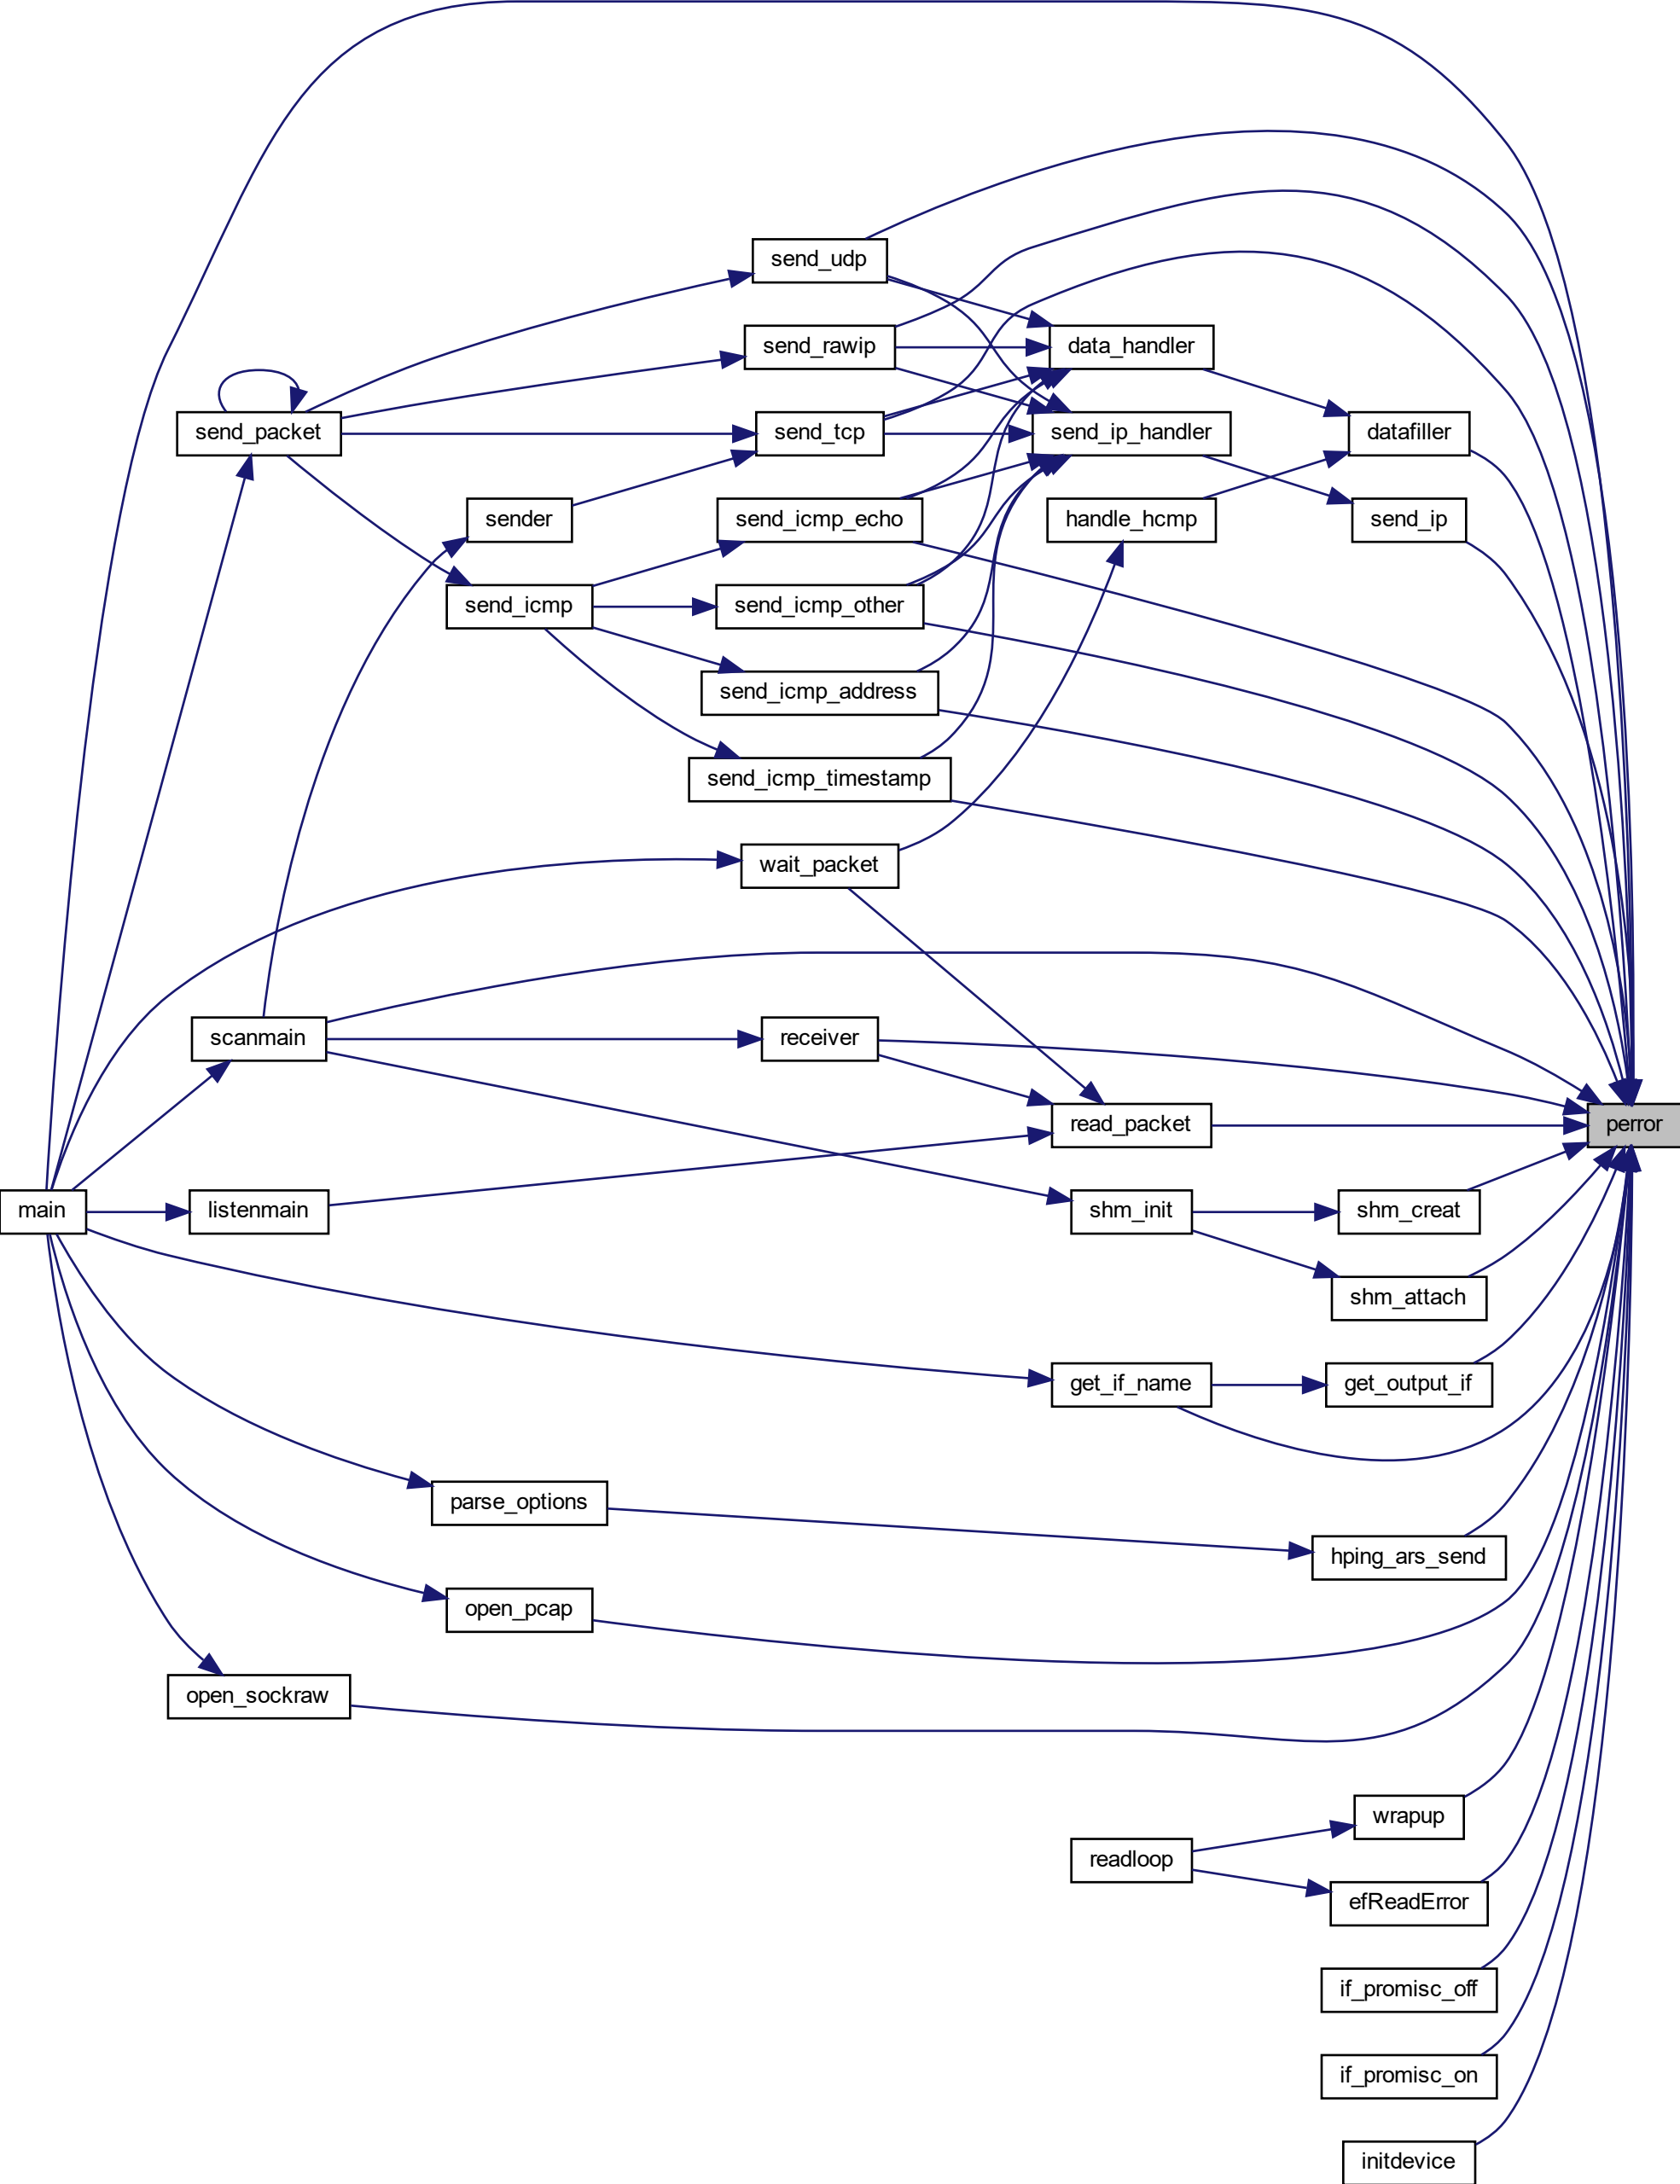 send_udp
send_rawip
data_handler
send_packet
send_tcp
send_ip_handler
datafiller
sender
send_icmp_echo
handle_hcmp
send_ip
send_icmp
send_icmp_other
send_icmp_address
send_icmp_timestamp
wait_packet
scanmain
receiver
read_packet
perror
main
listenmain
shm_init
shm_creat
shm_attach
get_if_name
get_output_if
parse_options
hping_ars_send
open_pcap
open_sockraw
wrapup
readloop
efReadError
if_promisc_off
if_promisc_on
initdevice